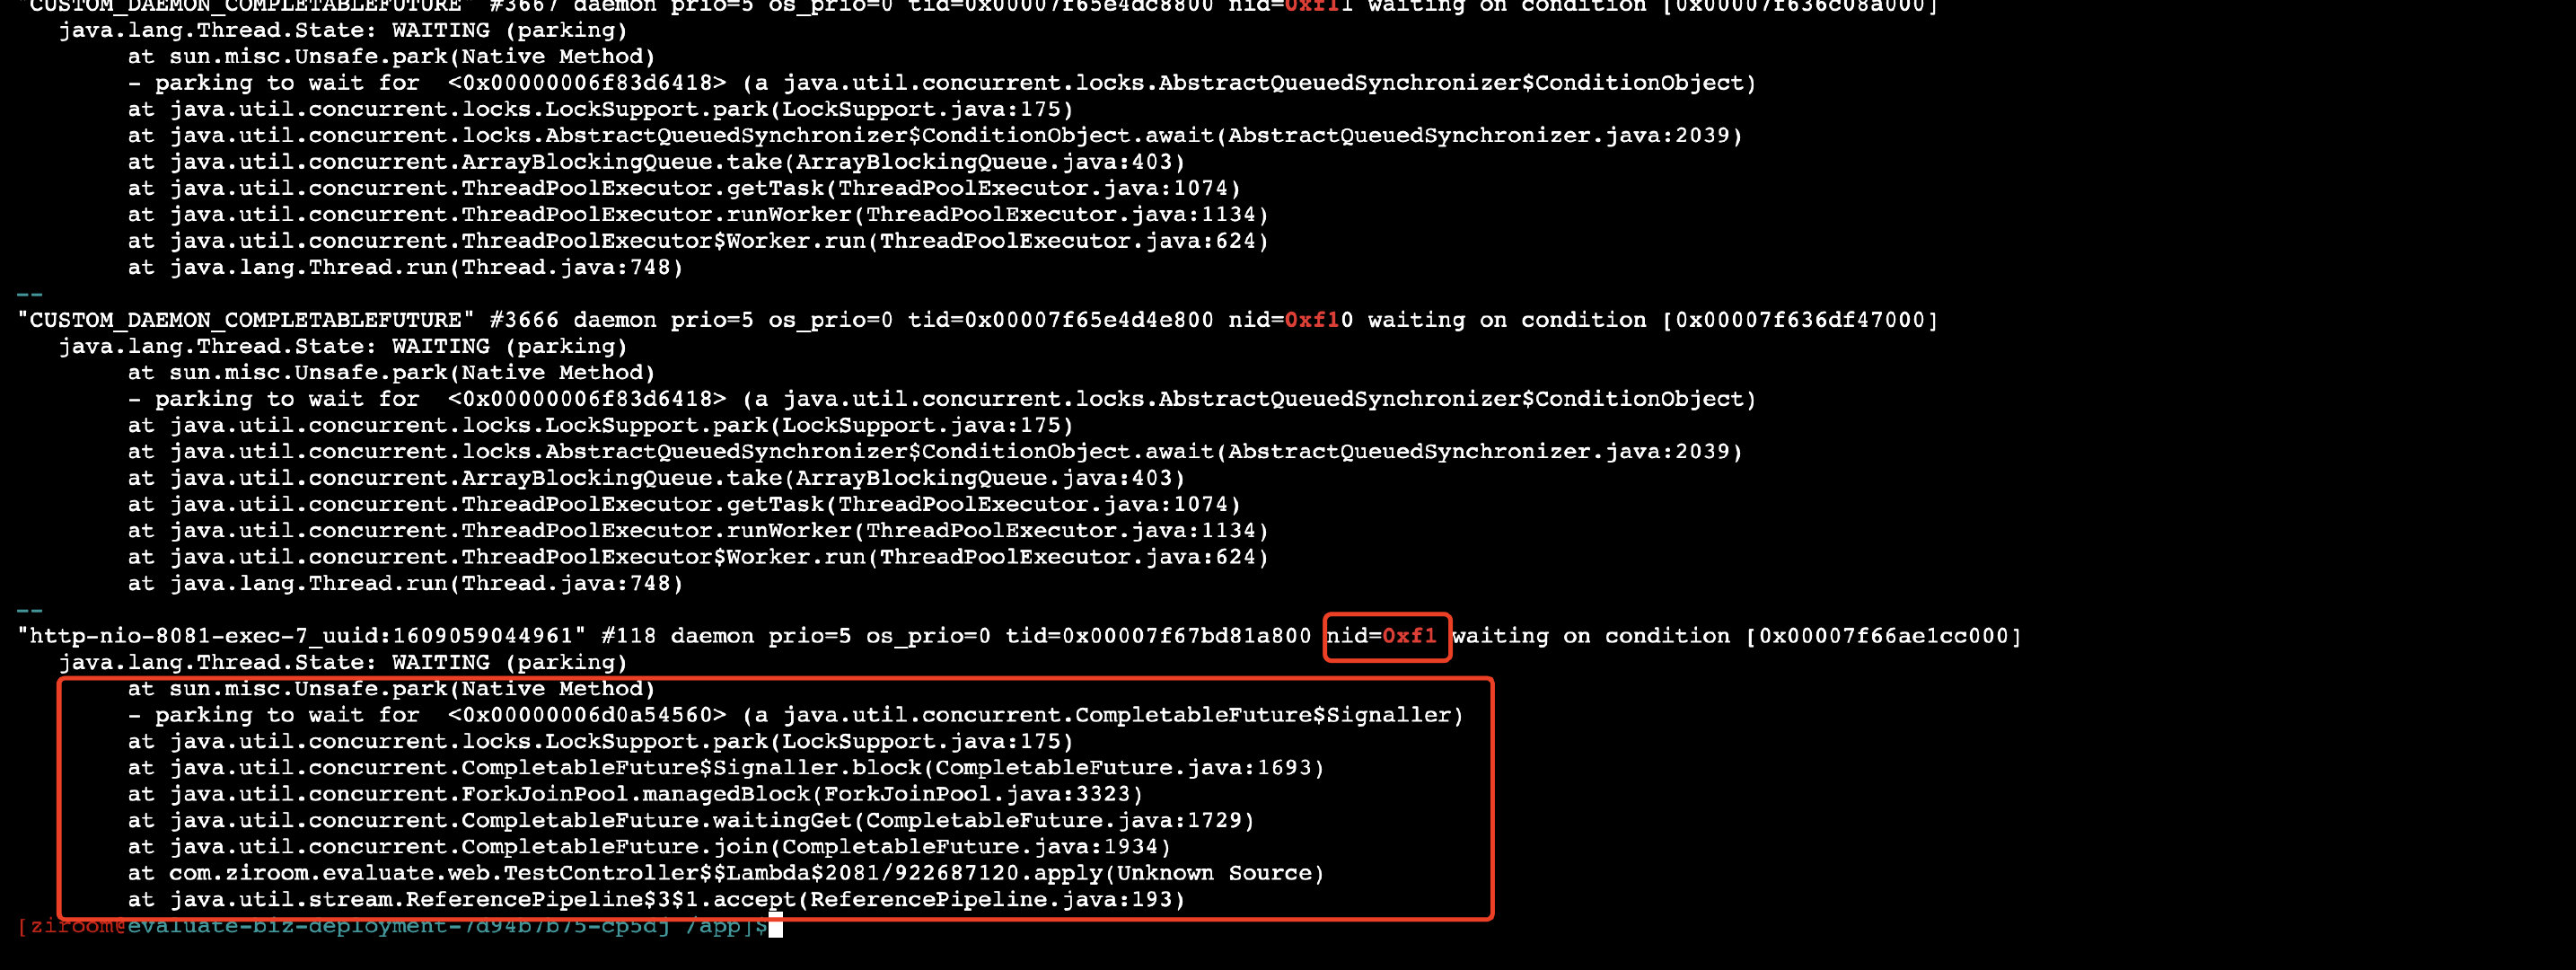 "CUSTOM_DAEMON_COMPLETABLEFUTURE" #3667 daemon prio=5 os_prio=0 tid=0x00007f65e4dc8800 nid=0xf11 waiting on condition [0x00007f636c08a000]
java.lang.Thread.State: WAITING (parking)
at sun.misc.Unsafe.park(Native Method)
- parking to wait for  <0x00000006f83d6418> (a java.util.concurrent.locks.AbstractQueuedSynchronizer$ConditionObject)
at java.util.concurrent.locks.LockSupport.park(LockSupport.java:175)
at java.util.concurrent.locks.AbstractQueuedSynchronizer$ConditionObject.await(AbstractQueuedSynchronizer.java:2039)
at java.util.concurrent.ArrayBlockingQueue.take(ArrayBlockingQueue.java:403)
at java.util.concurrent.ThreadPoolExecutor.getTask(ThreadPoolExecutor.java:1074)
at java.util.concurrent.ThreadPoolExecutor.runWorker(ThreadPoolExecutor.java:1134)
at java.util.concurrent.ThreadPoolExecutor$Worker.run(ThreadPoolExecutor.java:624)
at java.lang.Thread.run(Thread.java:748)
--
"CUSTOM_DAEMON_COMPLETABLEFUTURE" #3666 daemon prio=5 os_prio=0 tid=0x00007f65e4d4e800 nid=0xf10 waiting on condition [0x00007f636df47000]
java.lang.Thread.State: WAITING (parking)
at sun.misc.Unsafe.park(Native Method)
- parking to wait for  <0x00000006f83d6418> (a java.util.concurrent.locks.AbstractQueuedSynchronizer$ConditionObject)
at java.util.concurrent.locks.LockSupport.park(LockSupport.java:175)
at java.util.concurrent.locks.AbstractQueuedSynchronizer$ConditionObject.await(AbstractQueuedSynchronizer.java:2039)
at java.util.concurrent.ArrayBlockingQueue.take(ArrayBlockingQueue.java:403)
at java.util.concurrent.ThreadPoolExecutor.getTask(ThreadPoolExecutor.java:1074)
at java.util.concurrent.ThreadPoolExecutor.runWorker(ThreadPoolExecutor.java:1134)
at java.util.concurrent.ThreadPoolExecutor$Worker.run(ThreadPoolExecutor.java:624)
at java.lang.Thread.run(Thread.java:748)
--
"http-nio-8081-exec-7_uuid:1609059044961" #118 daemon prio=5 os_prio=0 tid=0x00007f67bd81a800 nid=0xf1 waiting on condition [0x00007f66ae1cc000]
java.lang.Thread.State: WAITING (parking)
at sun.misc.Unsafe.park(Native Method)
- parking to wait for  <0x00000006d0a54560> (a java.util.concurrent.CompletableFuture$Signaller)
at java.util.concurrent.locks.LockSupport.park(LockSupport.java:175)
at java.util.concurrent.CompletableFuture$Signaller.block(CompletableFuture.java:1693)
at java.util.concurrent.ForkJoinPool.managedBlock(ForkJoinPool.java:3323)
at java.util.concurrent.CompletableFuture.waitingGet(CompletableFuture.java:1729)
at java.util.concurrent.CompletableFuture.join(CompletableFuture.java:1934)
at com.ziroom.evaluate.web.TestController$$Lambda$2081/922687120.apply(Unknown Source)
at java.util.stream.ReferencePipeline$3$1.accept(ReferencePipeline.java:193)
[ziroom@evaluate-biz-deployment-7d94b7b75-cp5dj /app]$